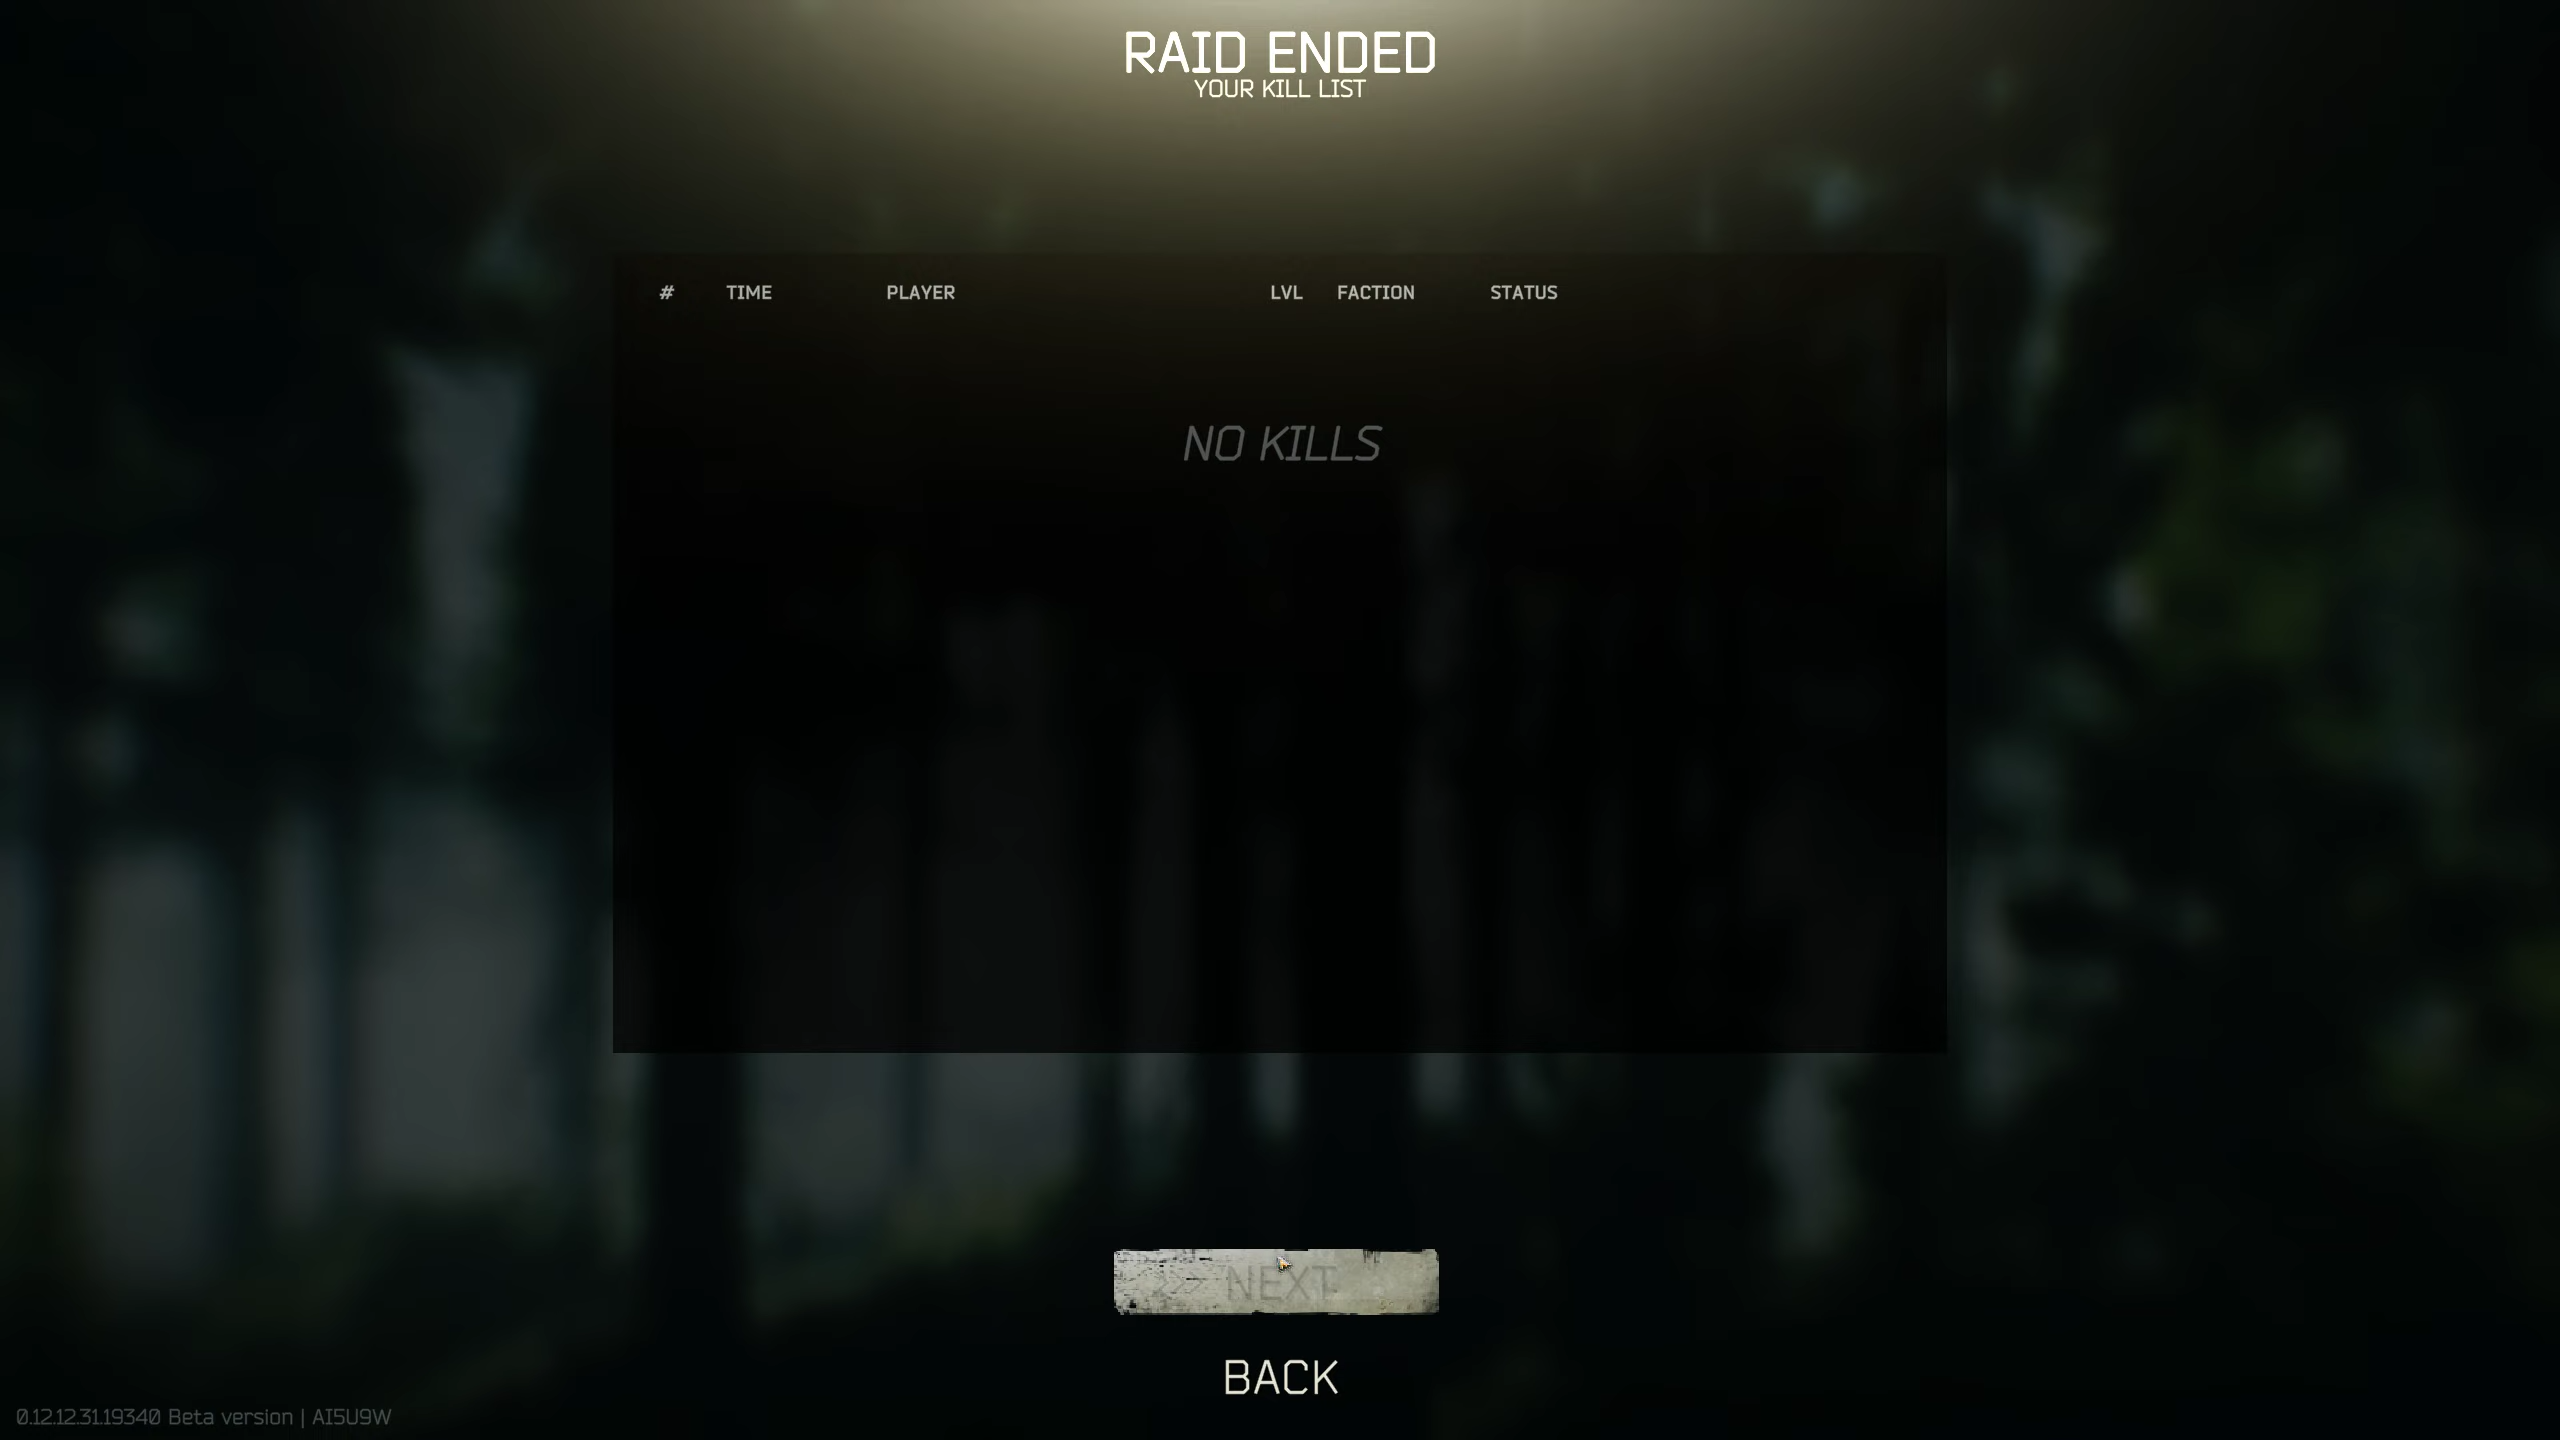 RAID ENDED
YOUR KILL LIST
# TIME PLAYER LVL FACTION STATUS
NO KILLS
>>> NEXT
BACK
0.12.12.31.19340 Beta version | AI5U9W